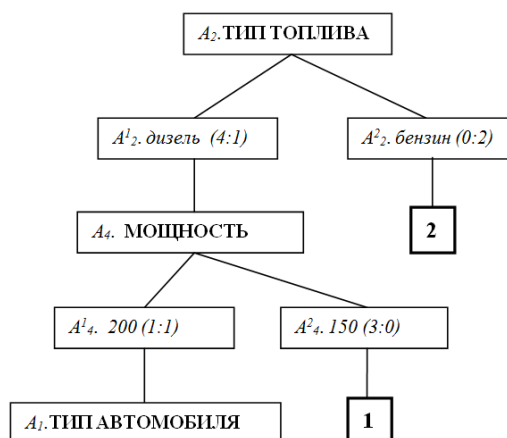 A₂. ТИП ТОПЛИВА
A¹₂. дизель (4:1)
A²₂. бензин (0:2)
A₄. МОЩНОСТЬ
2
A¹₄. 200 (1:1)
A²₄. 150 (3:0)
A₁. ТИП АВТОМОБИЛЯ
1